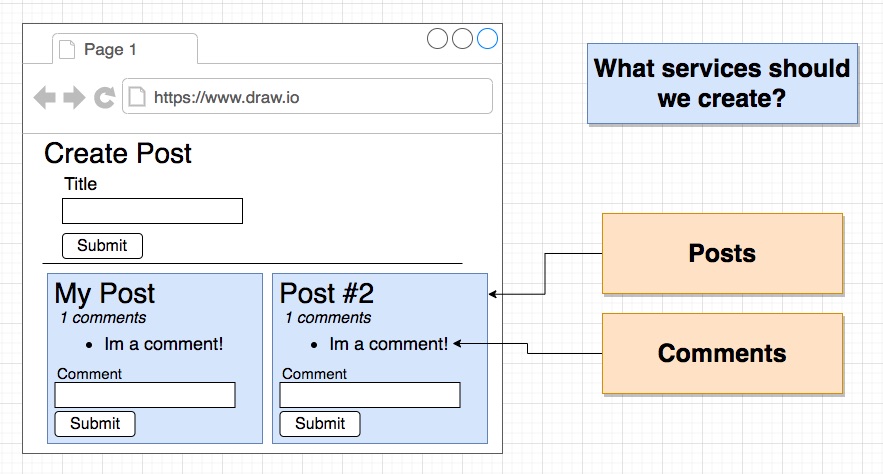 Page 1
https://www.draw.io
What services should
we create?
Create Post
Title
Submit
My Post
1 comments
Im a comment!
Comment
Submit
Post #2
1 comments
Im a comment!
Comment
Submit
Posts
Comments